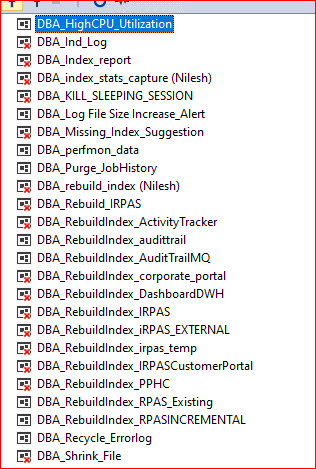 DBA_HighCPU_Utilization
DBA_Ind_Log
DBA_Index_report
DBA_index_stats_capture (Nilesh)
DBA_KILL_SLEEPING_SESSION
DBA_Log File Size Increase_Alert
DBA_Missing_Index_Suggestion
DBA_perfmon_data
DBA_Purge_JobHistory
DBA_rebuild_index (Nilesh)
DBA_Rebuild_IRPAS
DBA_RebuildIndex_ActivityTracker
DBA_RebuildIndex_audittrail
DBA_RebuildIndex_AuditTrailMQ
DBA_RebuildIndex_corporate_portal
DBA_RebuildIndex_DashboardDWH
DBA_RebuildIndex_IRPAS
DBA_RebuildIndex_iRPAS_EXTERNAL
DBA_RebuildIndex_irpas_temp
DBA_RebuildIndex_IRPASCustomerPortal
DBA_RebuildIndex_PPHC
DBA_RebuildIndex_RPAS_Existing
DBA_RebuildIndex_RPASINCREMENTAL
DBA_Recycle_Errorlog
DBA_Shrink_File